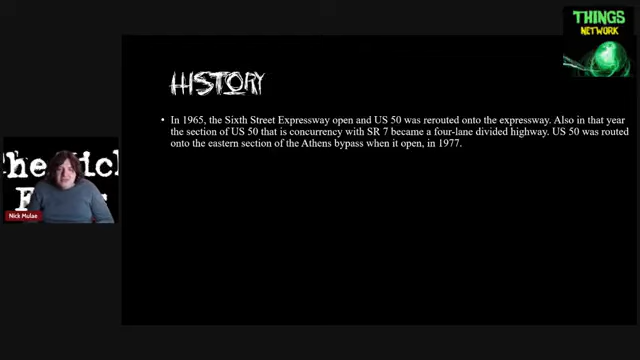 THINGS
NETWORK
HISTORY
• In 1965, the Sixth Street Expressway open and US 50 was rerouted onto the expressway. Also in that year
the section of US 50 that is concurrency with SR 7 became a four-lane divided highway. US 50 was routed
onto the eastern section of the Athens bypass when it open, in 1977.
Nick Mulae